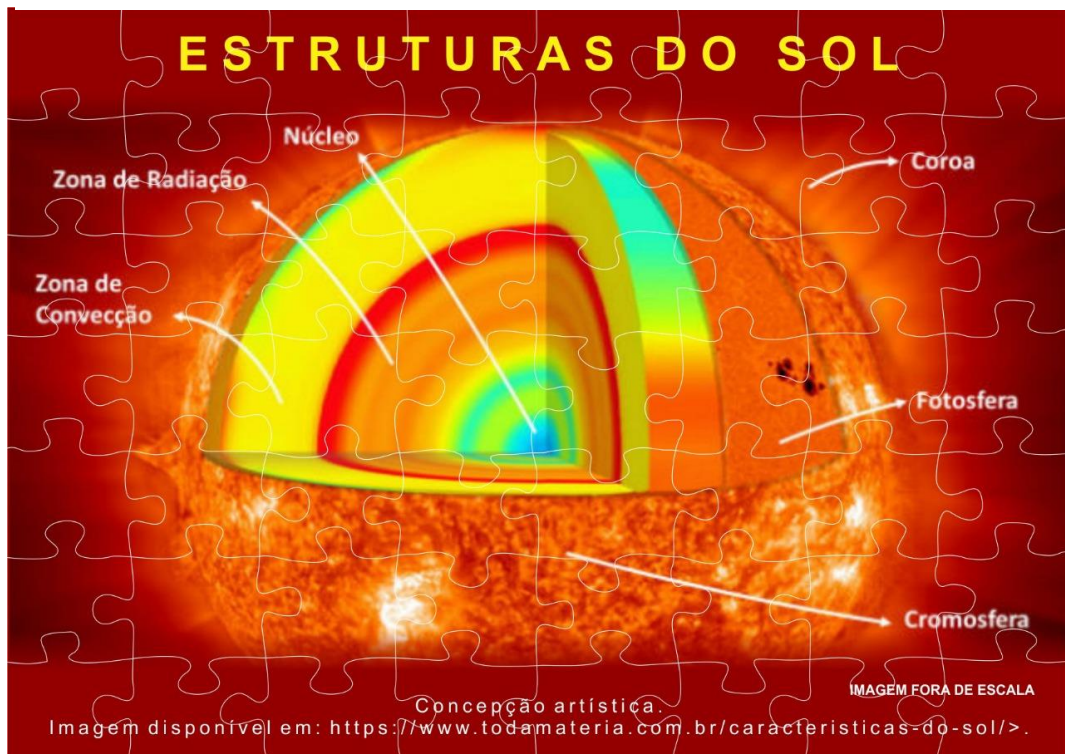 ESTRUTURAS DO SOL
Núcleo
Zona de Radiação
Coroa
Zona de
Convecção
Fotosfera
Cromosfera
IMAGEM FORA DE ESCALA
Concepção artística.
Imagem disponível em: https://www.todamateria.com.br/caracteristicas-do-sol/>.